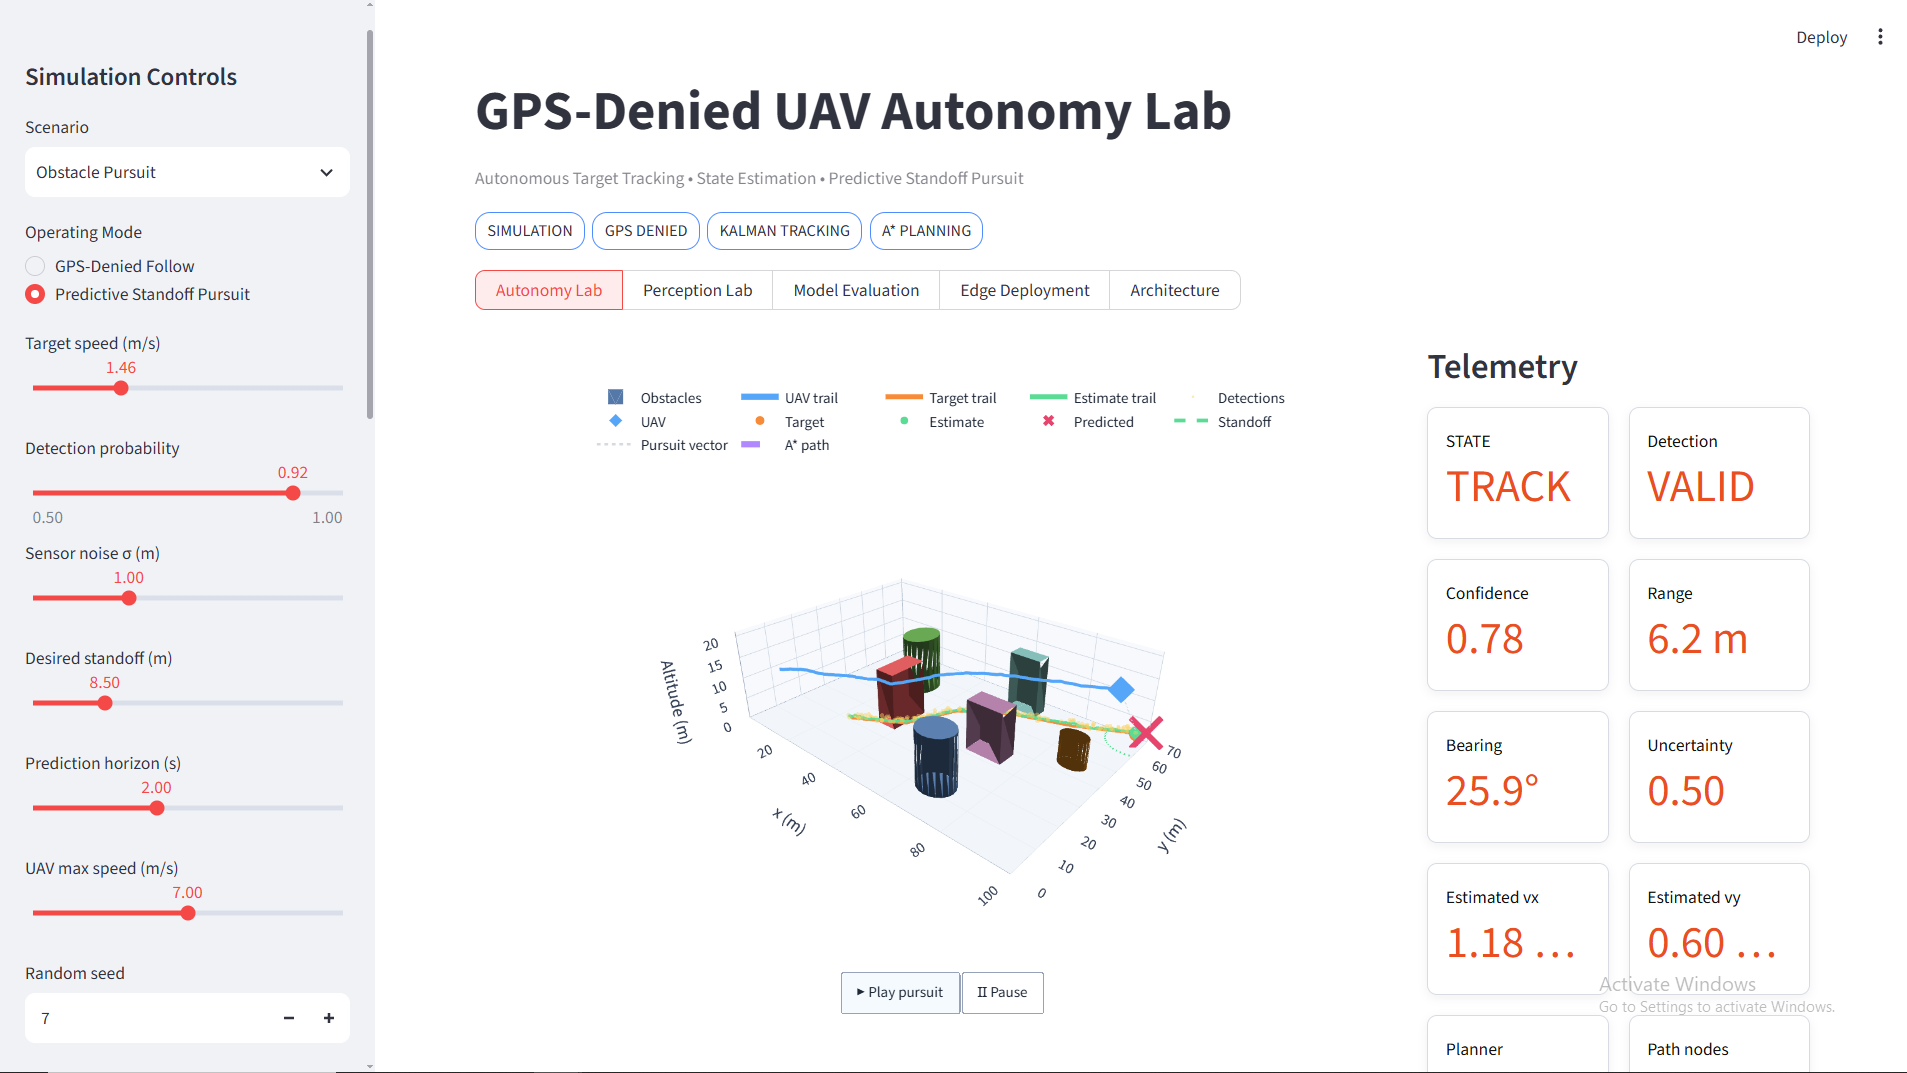 Simulation Controls
Scenario
Obstacle Pursuit
Operating Mode
GPS-Denied Follow
Predictive Standoff Pursuit
Target speed (m/s)
1.46
Detection probability
0.92
0.50 1.00
Sensor noise σ (m)
1.00
Desired standoff (m)
8.50
Prediction horizon (s)
2.00
UAV max speed (m/s)
7.00
Random seed
7 − +
Deploy
GPS-Denied UAV Autonomy Lab
Autonomous Target Tracking • State Estimation • Predictive Standoff Pursuit
SIMULATION GPS DENIED KALMAN TRACKING A* PLANNING
Autonomy Lab Perception Lab Model Evaluation Edge Deployment Architecture
Obstacles UAV trail Target trail Estimate trail Detections
UAV Target Estimate Predicted Standoff
Pursuit vector A* path
Altitude (m)
20
15
10
5
0
x (m)
20
40
60
80
100
y (m)
70
60
50
40
30
20
10
0
Play pursuit Pause
Telemetry
STATE
TRACK
Detection
VALID
Confidence
0.78
Range
6.2 m
Bearing
25.9°
Uncertainty
0.50
Estimated vx
1.18 …
Estimated vy
0.60 …
Planner
Path nodes
Activate Windows
Go to Settings to activate Windows.